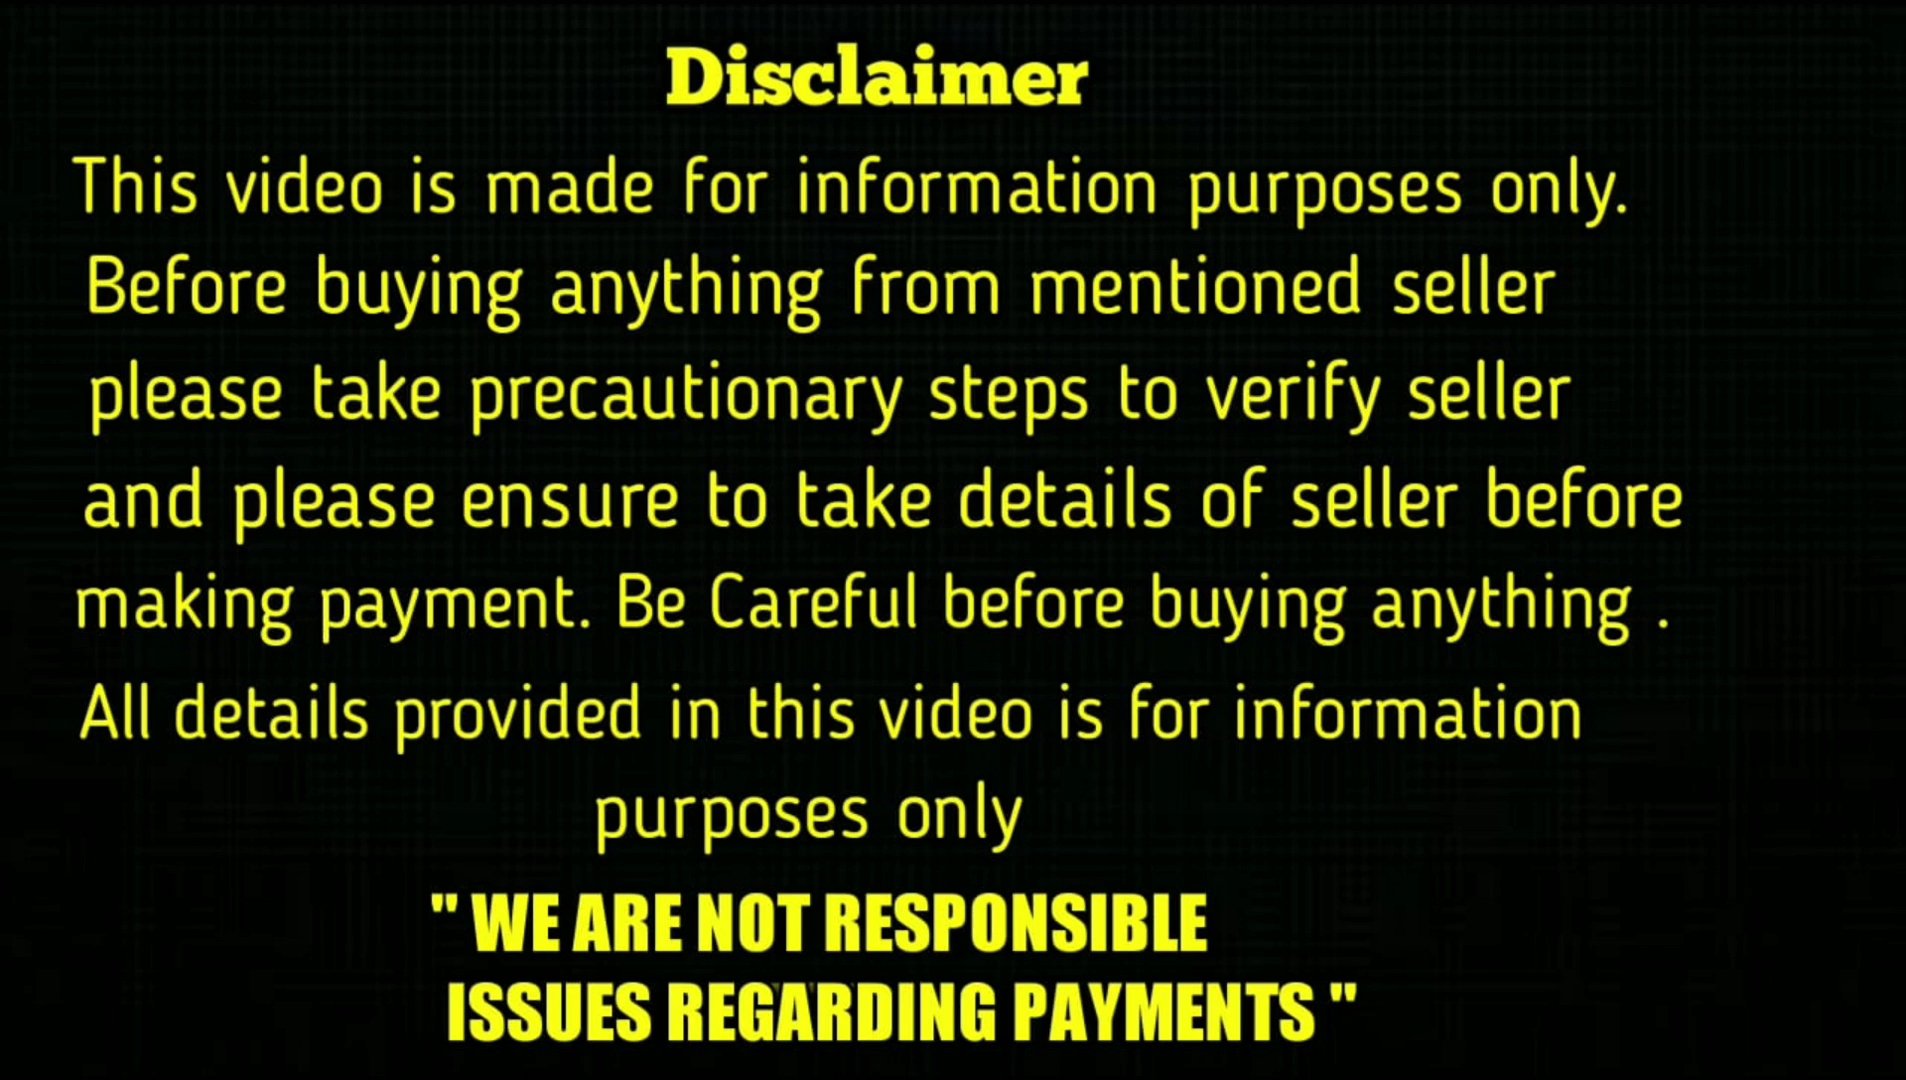 Disclaimer
This video is made for information purposes only.
Before buying anything from mentioned seller
please take precautionary steps to verify seller
and please ensure to take details of seller before
making payment. Be Careful before buying anything .
All details provided in this video is for information
purposes only
" WE ARE NOT RESPONSIBLE
ISSUES REGARDING PAYMENTS "